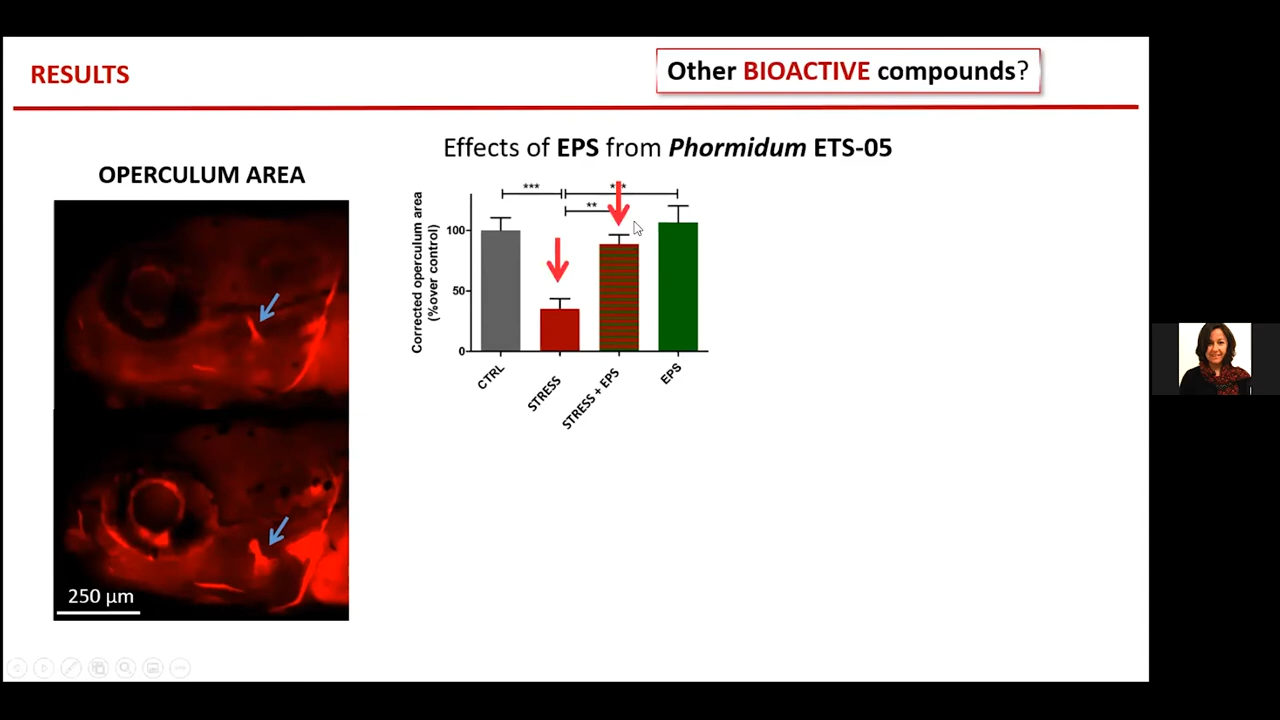 RESULTS
Other BIOACTIVE compounds?
Effects of EPS from Phormidum ETS-05
OPERCULUM AREA
250 µm
Corrected operculum area
(%over control)
100
50
0
***
***
**
CTRL
STRESS
STRESS + EPS
EPS